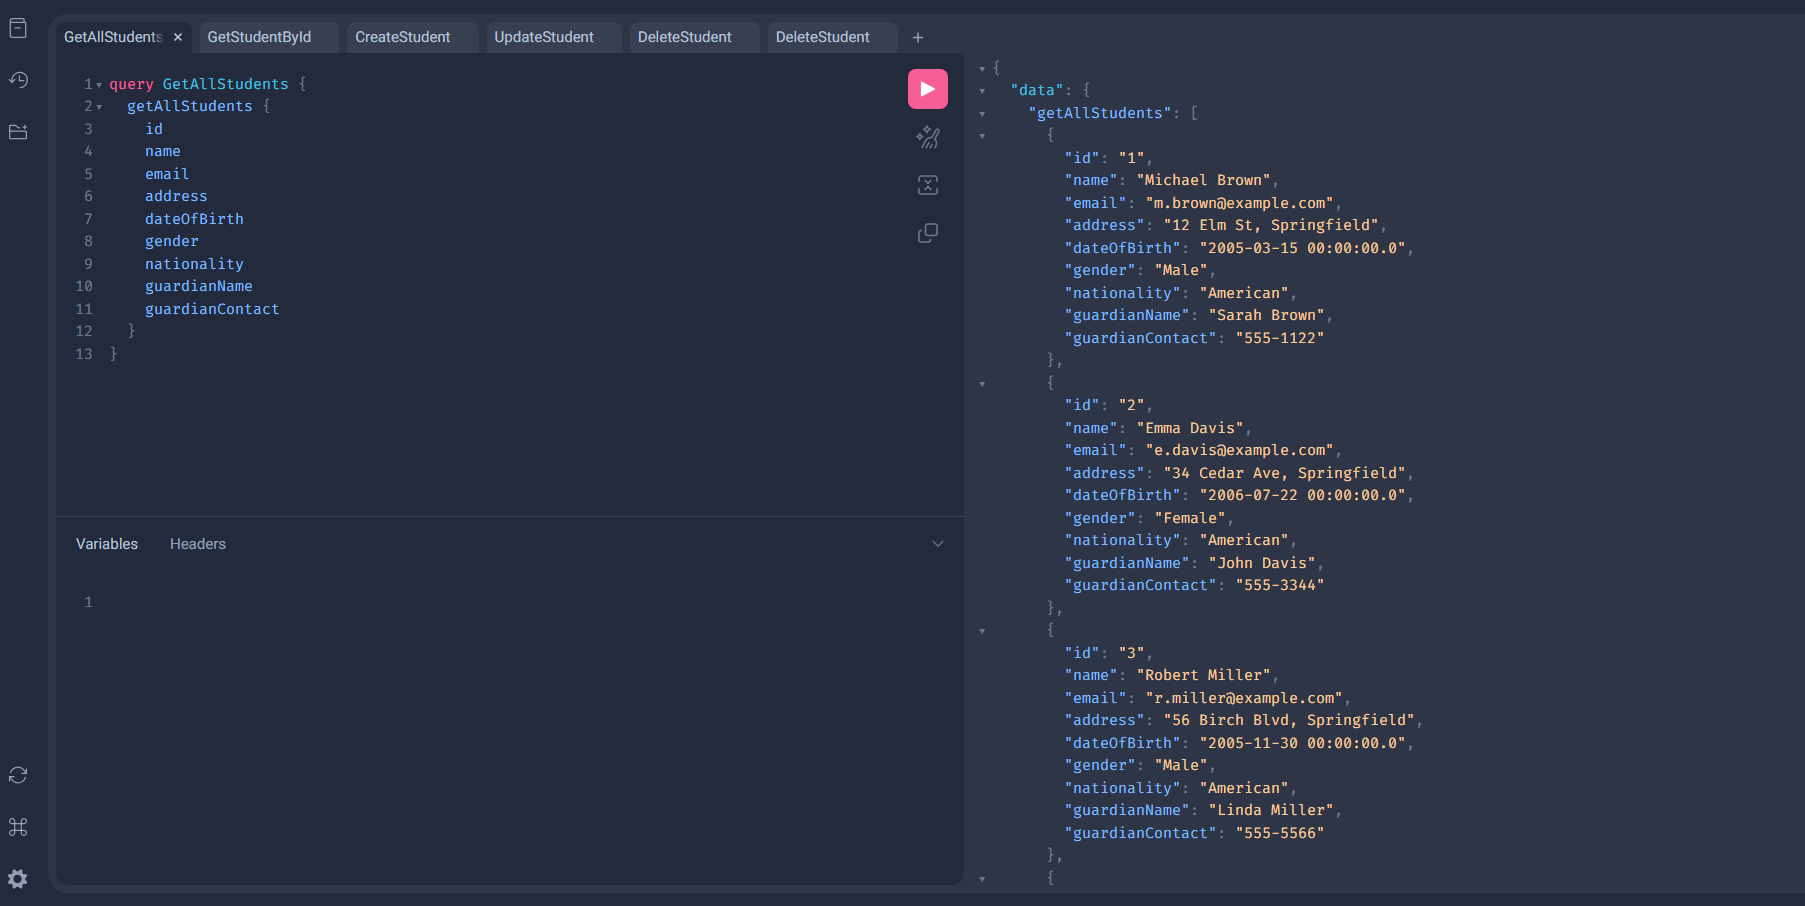 GetAllStudents × GetStudentById CreateStudent UpdateStudent DeleteStudent DeleteStudent +
1 query GetAllStudents {
2 getAllStudents {
3 id
4 name
5 email
6 address
7 dateOfBirth
8 gender
9 nationality
10 guardianName
11 guardianContact
12 }
13 }
Variables Headers
1
{
"data": {
"getAllStudents": [
{
"id": "1",
"name": "Michael Brown",
"email": "m.brown@example.com",
"address": "12 Elm St, Springfield",
"dateOfBirth": "2005-03-15 00:00:00.0",
"gender": "Male",
"nationality": "American",
"guardianName": "Sarah Brown",
"guardianContact": "555-1122"
},
{
"id": "2",
"name": "Emma Davis",
"email": "e.davis@example.com",
"address": "34 Cedar Ave, Springfield",
"dateOfBirth": "2006-07-22 00:00:00.0",
"gender": "Female",
"nationality": "American",
"guardianName": "John Davis",
"guardianContact": "555-3344"
},
{
"id": "3",
"name": "Robert Miller",
"email": "r.miller@example.com",
"address": "56 Birch Blvd, Springfield",
"dateOfBirth": "2005-11-30 00:00:00.0",
"gender": "Male",
"nationality": "American",
"guardianName": "Linda Miller",
"guardianContact": "555-5566"
},
{